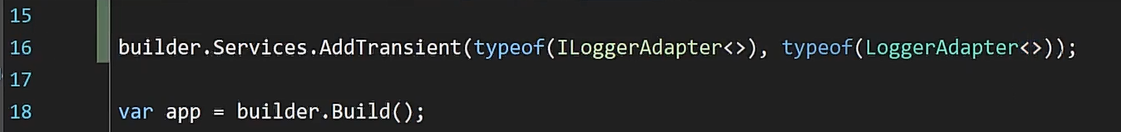 15
16 builder.Services.AddTransient(typeof(ILoggerAdapter<>), typeof(LoggerAdapter<>));
17
18 var app = builder.Build();